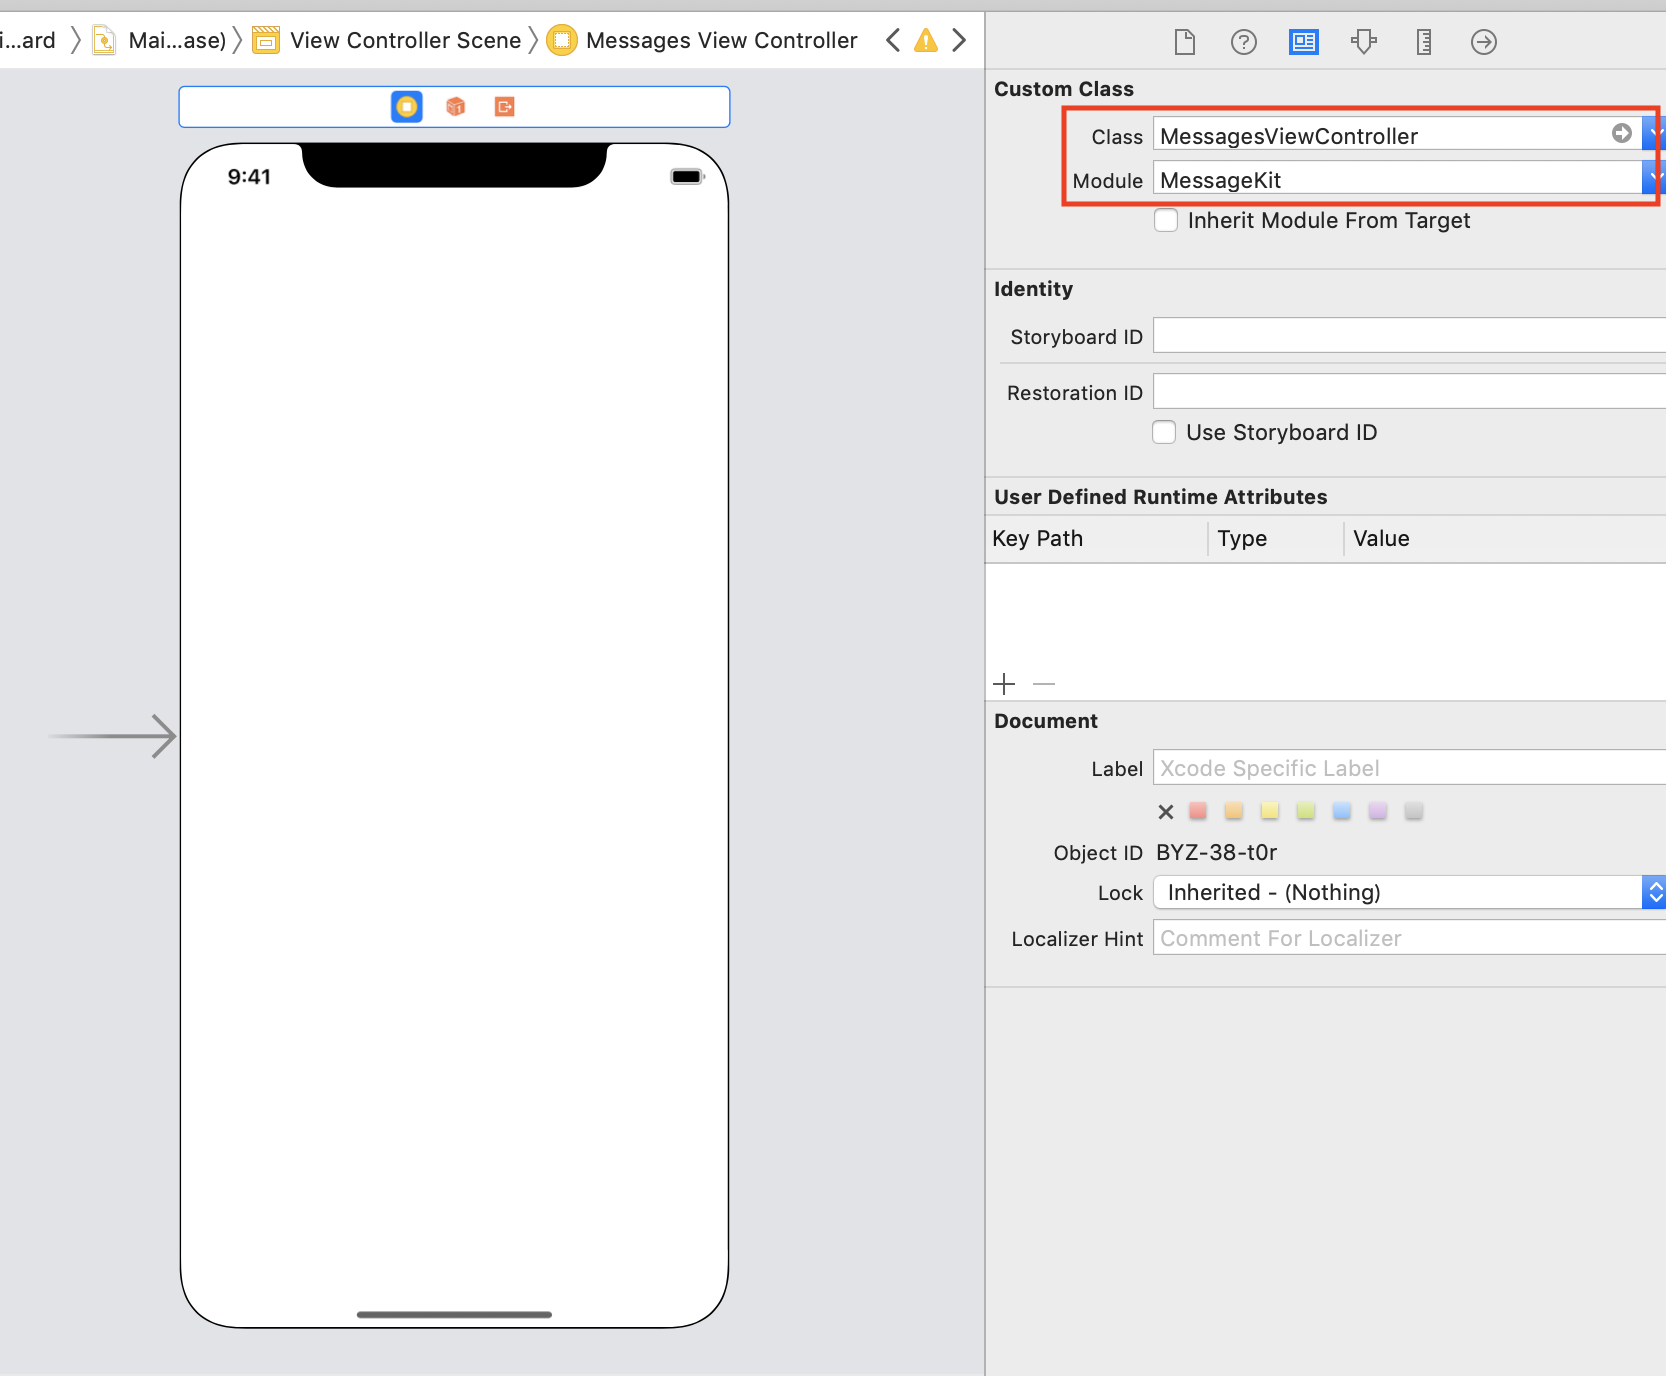 i...ard Mai...ase) View Controller Scene Messages View Controller
9:41
Custom Class
Class MessagesViewController
Module MessageKit
Inherit Module From Target
Identity
Storyboard ID
Restoration ID
Use Storyboard ID
User Defined Runtime Attributes
Key Path Type Value
Document
Label Xcode Specific Label
Object ID BYZ-38-t0r
Lock Inherited - (Nothing)
Localizer Hint Comment For Localizer